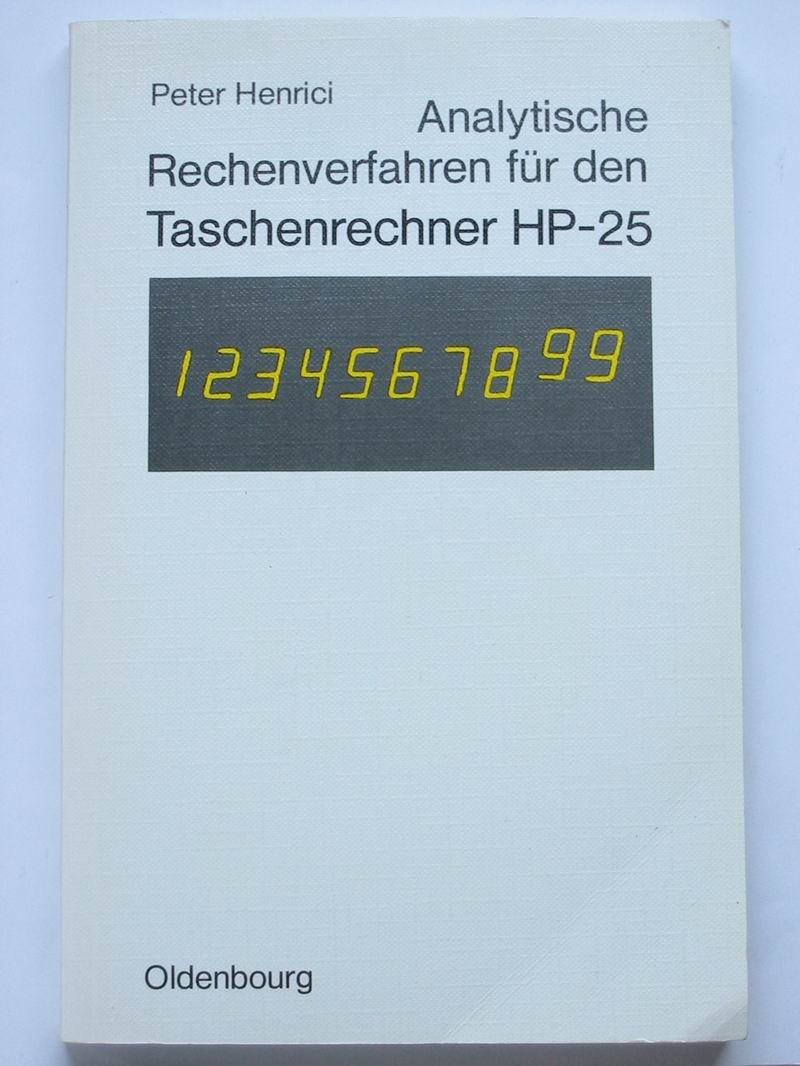 Peter Henrici
Analytische
Rechenverfahren für den
Taschenrechner HP-25
1234567899
Oldenbourg